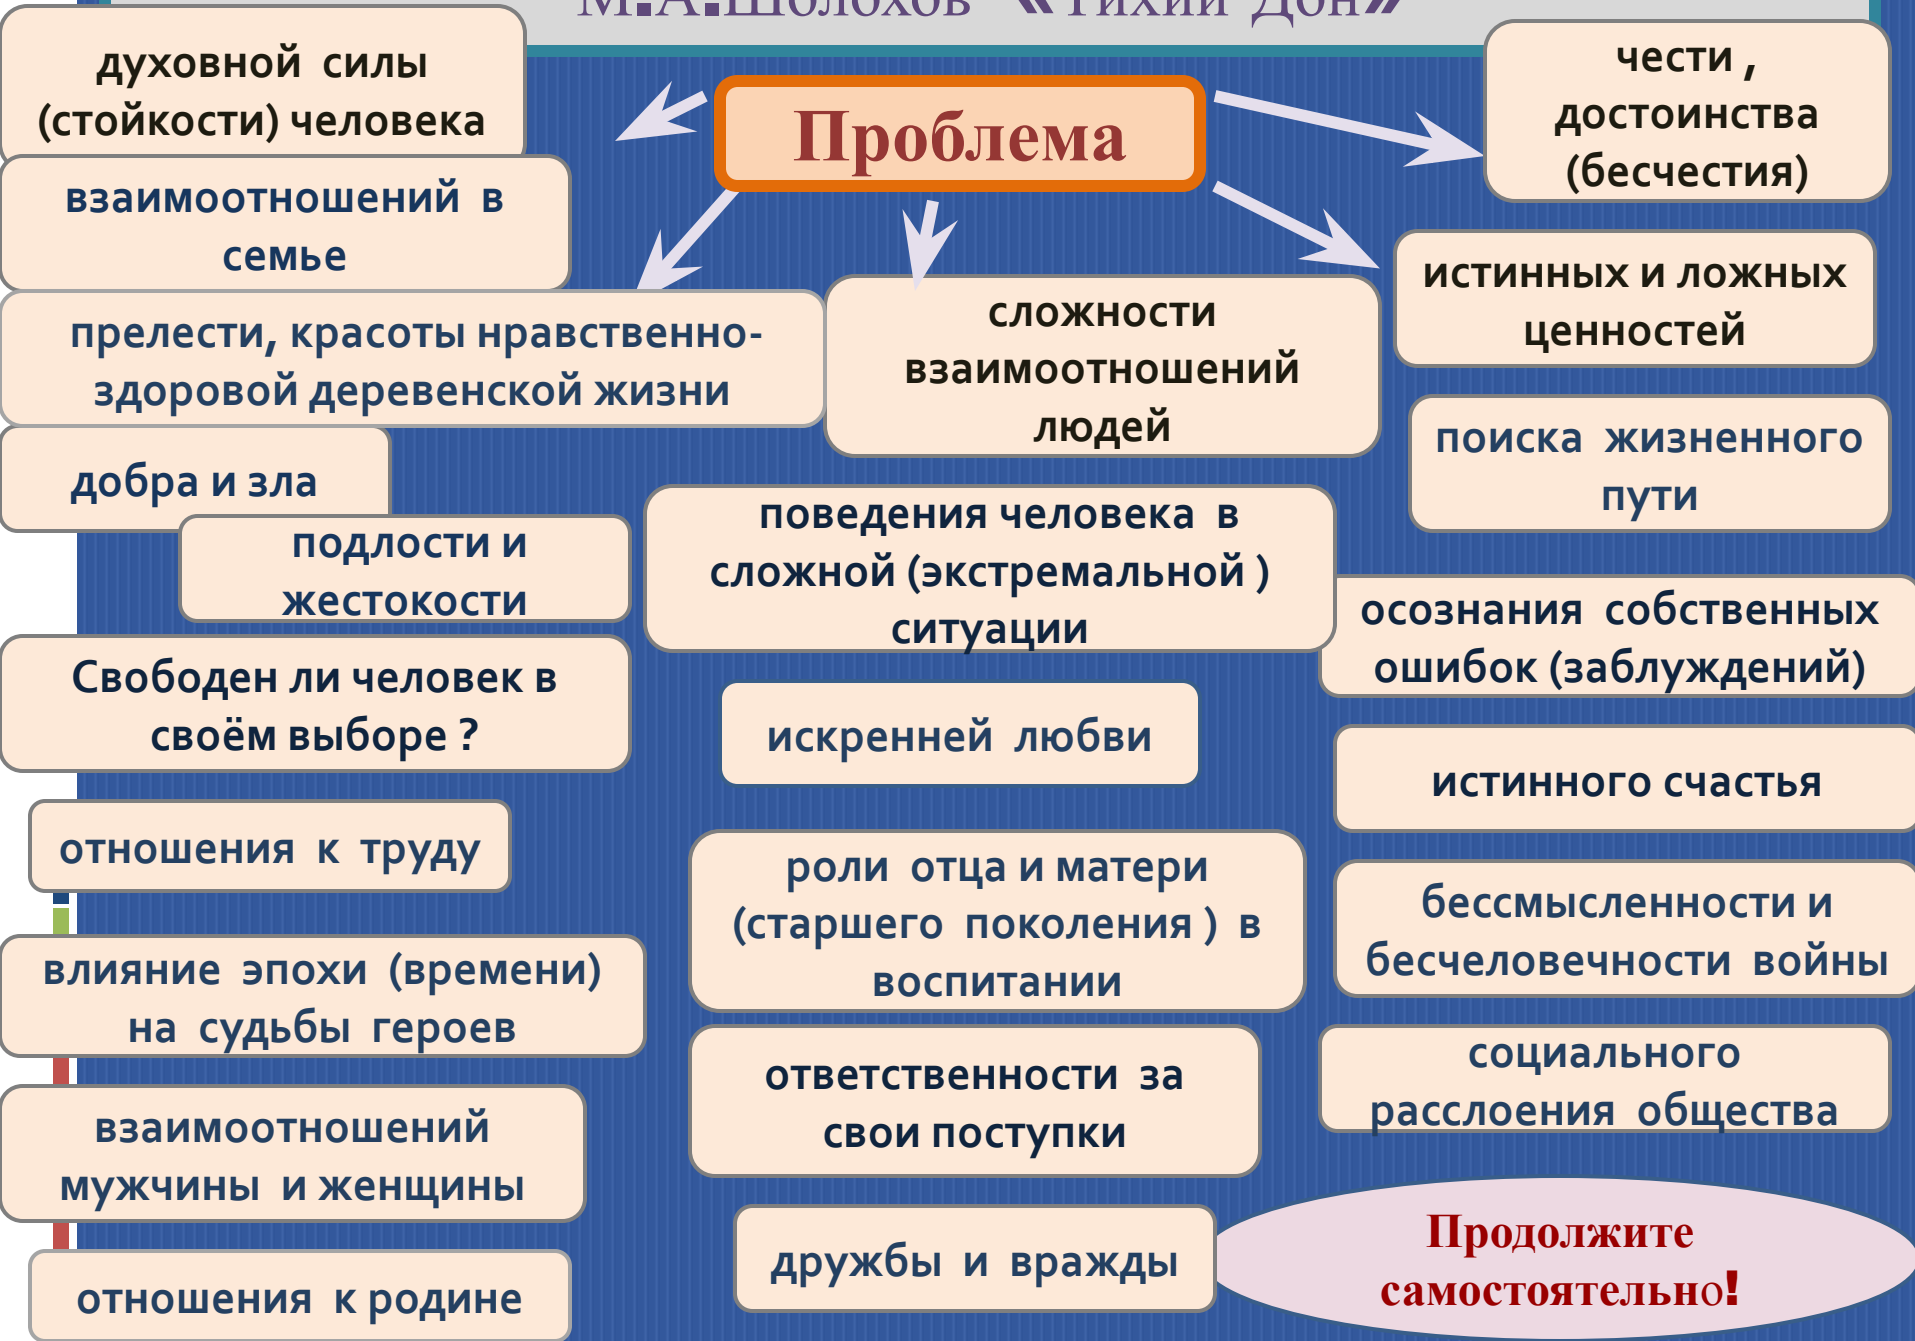 М.А.Шолохов «Тихий Дон»
Проблема
духовной силы
(стойкости) человека
чести ,
достоинства
(бесчестия)
взаимоотношений в
семье
истинных и ложных
ценностей
прелести, красоты нравственно-
здоровой деревенской жизни
сложности
взаимоотношений
людей
поиска жизненного
пути
добра и зла
подлости и
жестокости
поведения человека в
сложной (экстремальной )
ситуации
осознания собственных
ошибок (заблуждений)
Свободен ли человек в
своём выборе ?
искренней любви
истинного счастья
отношения к труду
роли отца и матери
(старшего поколения ) в
воспитании
бессмысленности и
бесчеловечности войны
влияние эпохи (времени)
на судьбы героев
ответственности за
свои поступки
социального
расслоения общества
взаимоотношений
мужчины и женщины
дружбы и вражды
Продолжите
самостоятельно!
отношения к родине